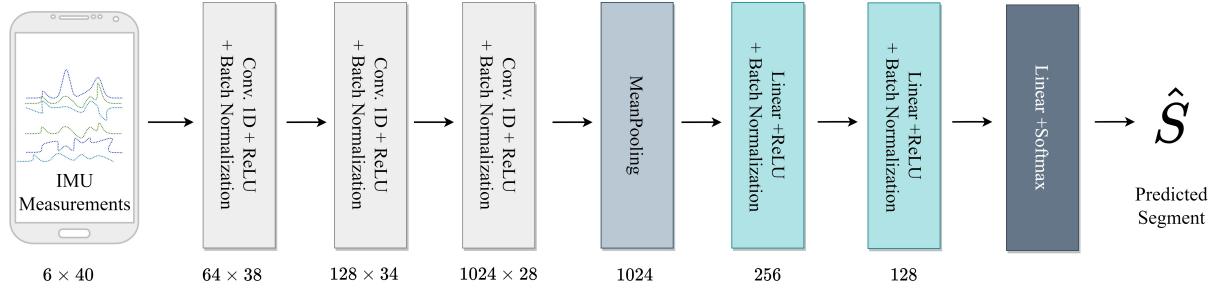 IMU
Measurements
Conv. 1D + ReLU
+ Batch Normalization
Conv. 1D + ReLU
+ Batch Normalization
Conv. 1D + ReLU
+ Batch Normalization
MeanPooling
Linear +ReLU
+ Batch Normalization
Linear +ReLU
+ Batch Normalization
Linear +Softmax
Ŝ
Predicted
Segment
6 × 40
64 × 38
128 × 34
1024 × 28
1024
256
128